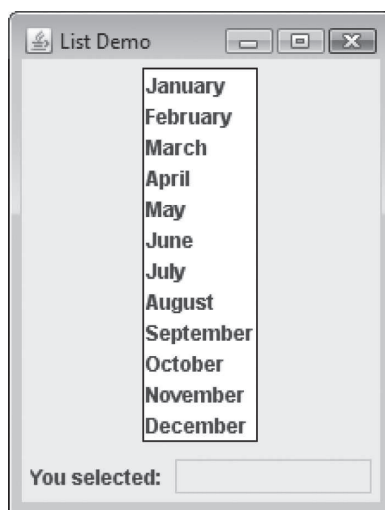 List Demo
January
February
March
April
May
June
July
August
September
October
November
December
You selected: